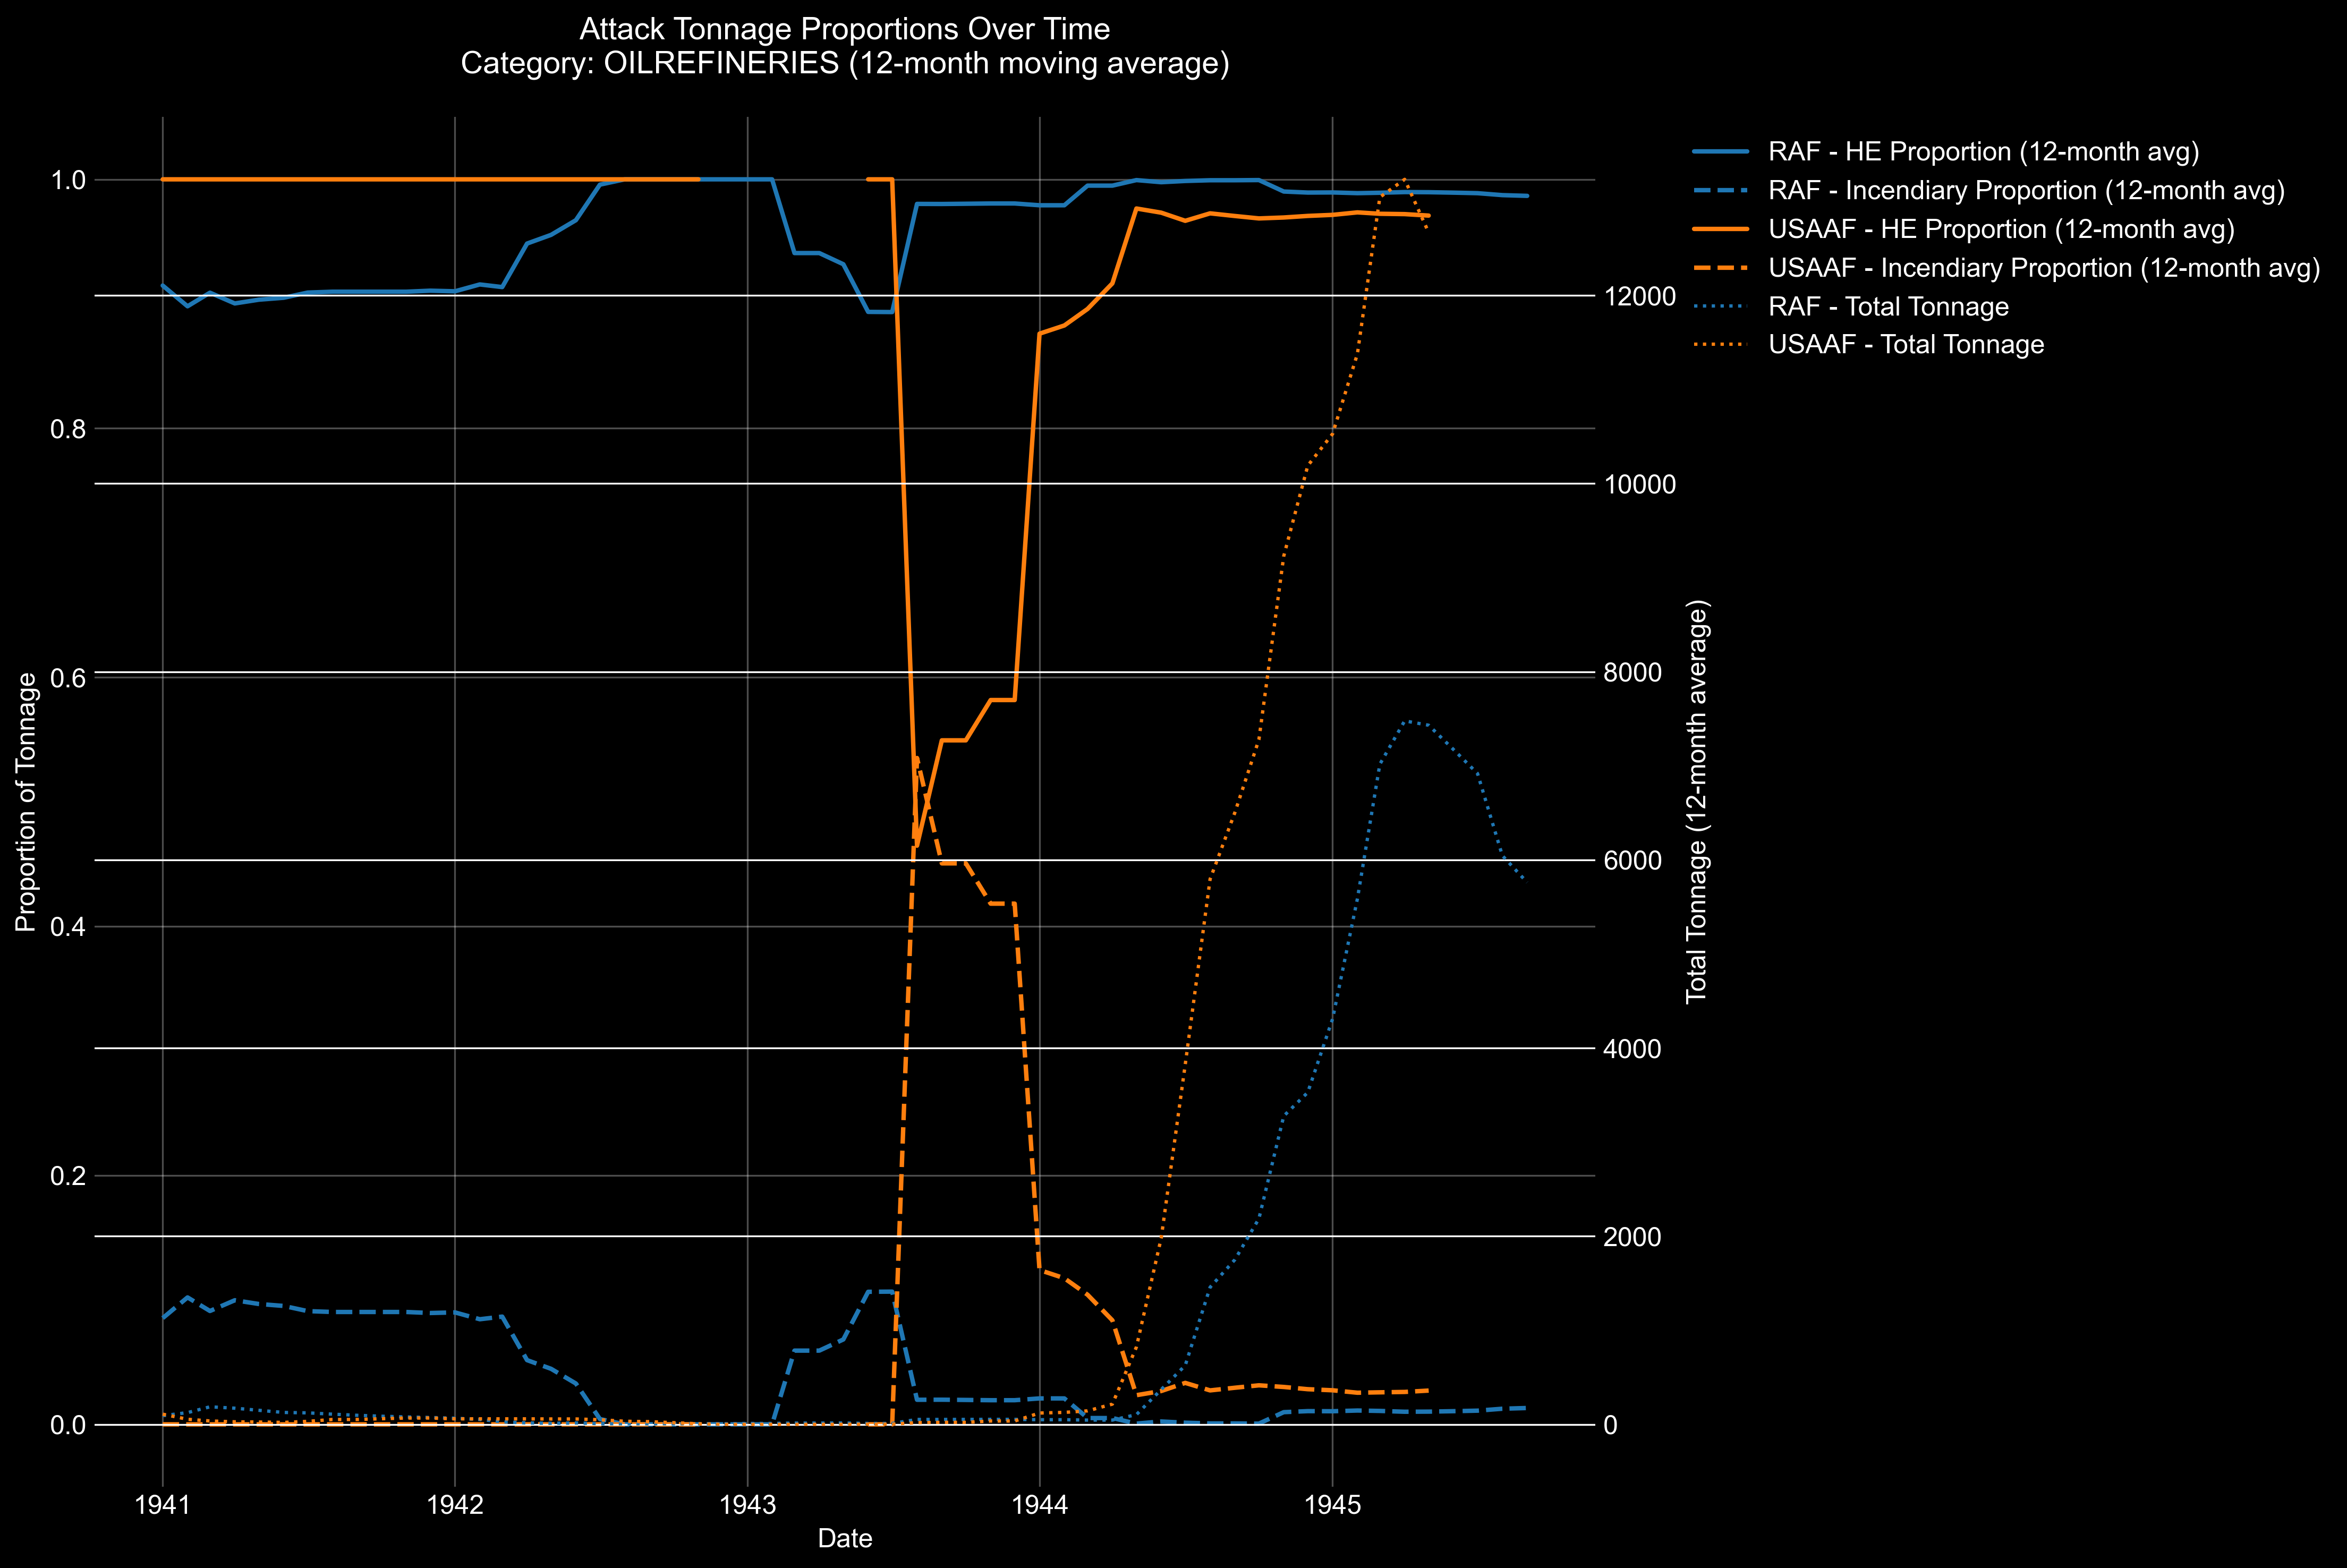 Attack Tonnage Proportions Over Time
Category: OILREFINERIES (12-month moving average)
RAF - HE Proportion (12-month avg)
RAF - Incendiary Proportion (12-month avg)
USAAF - HE Proportion (12-month avg)
USAAF - Incendiary Proportion (12-month avg)
RAF - Total Tonnage
USAAF - Total Tonnage
Proportion of Tonnage
1.0
0.8
0.6
0.4
0.2
0.0
12000
10000
8000
6000
4000
2000
0
Total Tonnage (12-month average)
1941
1942
1943
1944
1945
Date